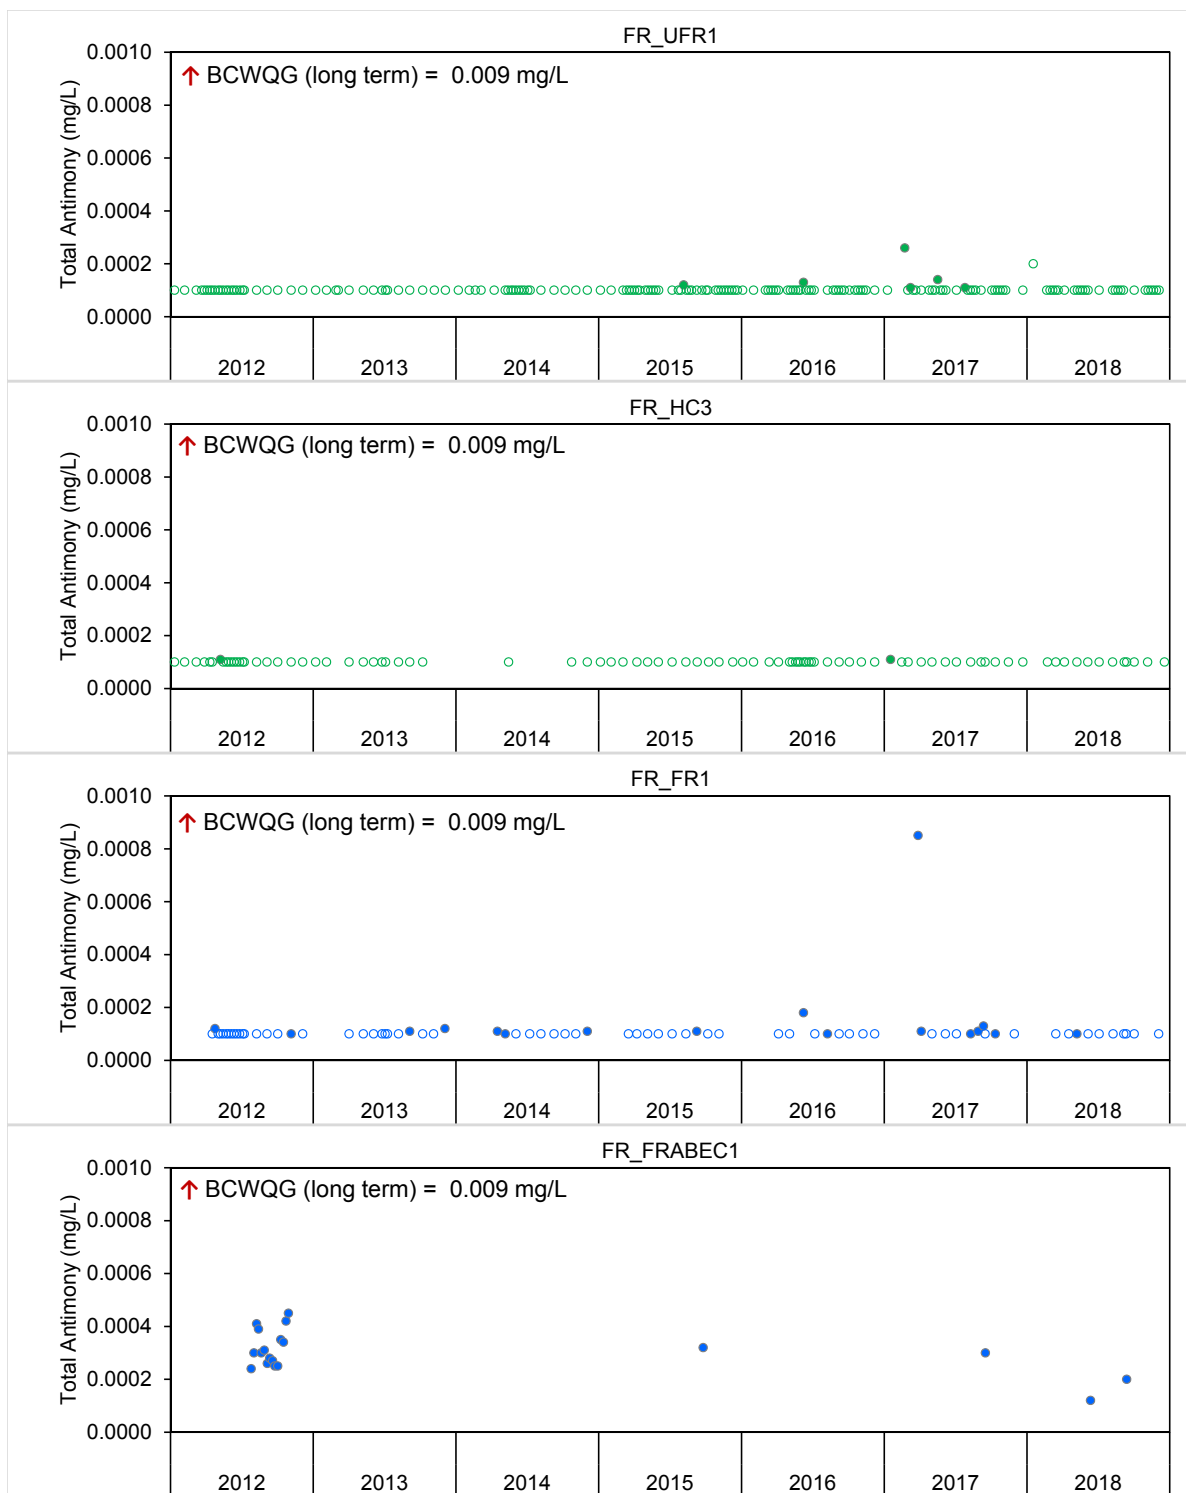 FR_UFR1
0.0010
↑ BCWQG (long term) = 0.009 mg/L
0.0008
0.0006
0.0004
0.0002
0.0000
Total Antimony (mg/L)
2012 2013 2014 2015 2016 2017 2018
FR_HC3
0.0010
↑ BCWQG (long term) = 0.009 mg/L
0.0008
0.0006
0.0004
0.0002
0.0000
Total Antimony (mg/L)
2012 2013 2014 2015 2016 2017 2018
FR_FR1
0.0010
↑ BCWQG (long term) = 0.009 mg/L
0.0008
0.0006
0.0004
0.0002
0.0000
Total Antimony (mg/L)
2012 2013 2014 2015 2016 2017 2018
FR_FRABEC1
0.0010
↑ BCWQG (long term) = 0.009 mg/L
0.0008
0.0006
0.0004
0.0002
0.0000
Total Antimony (mg/L)
2012 2013 2014 2015 2016 2017 2018